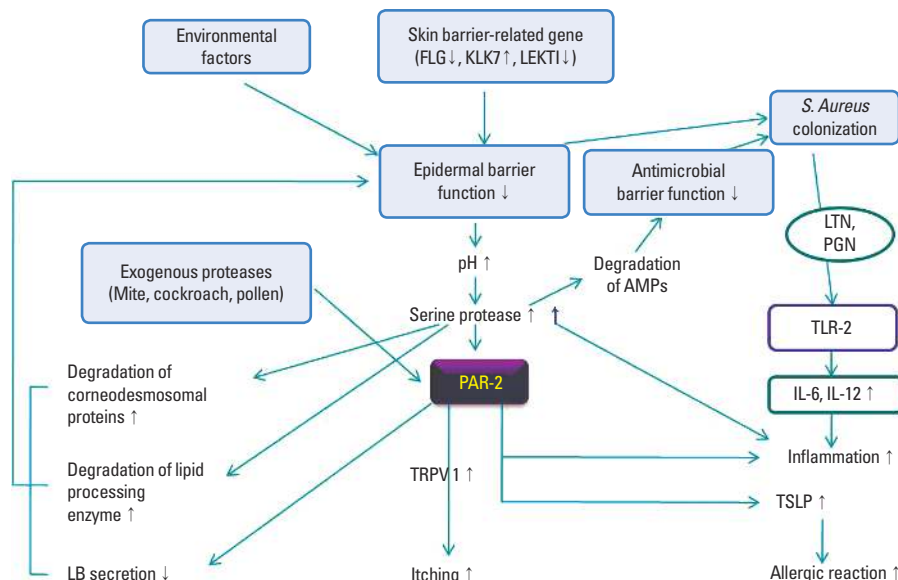 Environmental
factors
Skin barrier-related gene
(FLG↓, KLK7↑, LEKTI↓)
S. Aureus
colonization
Epidermal barrier
function ↓
Antimicrobial
barrier function ↓
LTN,
PGN
Exogenous proteases
(Mite, cockroach, pollen)
pH ↑
Degradation
of AMPs
Serine protease ↑ ↑
TLR-2
Degradation of
corneodesmosomal
proteins ↑
PAR-2
IL-6, IL-12 ↑
Degradation of lipid
processing
enzyme ↑
TRPV1 ↑
Inflammation ↑
TSLP ↑
LB secretion ↓
Itching ↑
Allergic reaction ↑